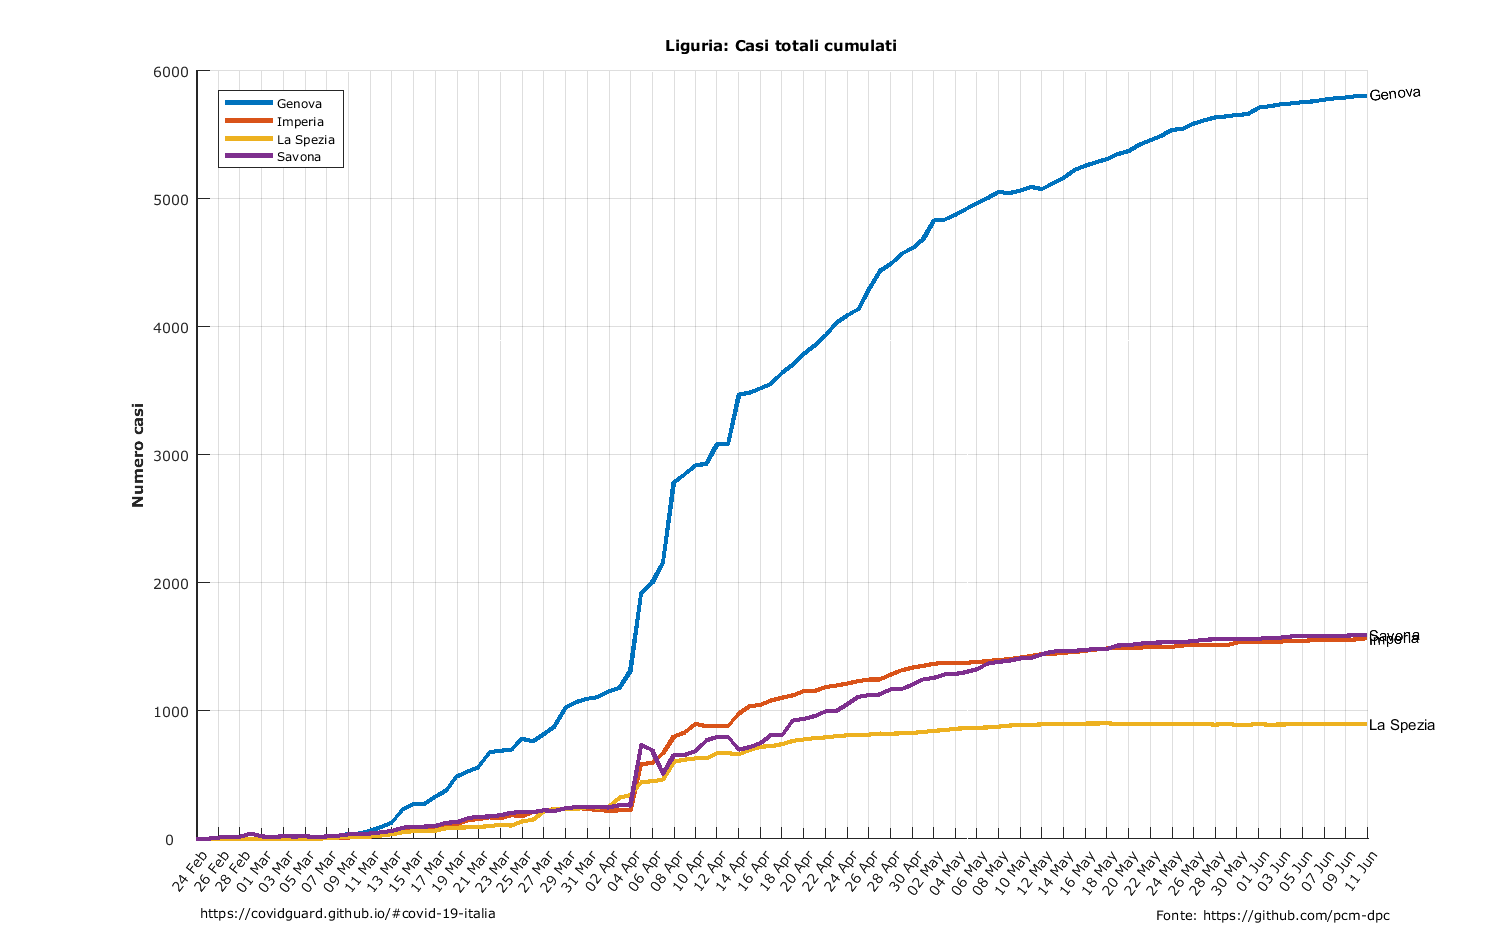 Liguria: Casi totali cumulati
6000
5000
4000
3000
2000
1000
0
Numero casi
Genova
Imperia
La Spezia
Savona
Genova
Savona
Imperia
La Spezia
24 Feb
26 Feb
28 Feb
01 Mar
03 Mar
05 Mar
07 Mar
09 Mar
11 Mar
13 Mar
15 Mar
17 Mar
19 Mar
21 Mar
23 Mar
25 Mar
27 Mar
29 Mar
31 Mar
02 Apr
04 Apr
06 Apr
08 Apr
10 Apr
12 Apr
14 Apr
16 Apr
18 Apr
20 Apr
22 Apr
24 Apr
26 Apr
28 Apr
30 Apr
02 May
04 May
06 May
08 May
10 May
12 May
14 May
16 May
18 May
20 May
22 May
24 May
26 May
28 May
30 May
01 Jun
03 Jun
05 Jun
07 Jun
09 Jun
11 Jun
https://covidguard.github.io/#covid-19-italia
Fonte: https://github.com/pcm-dpc